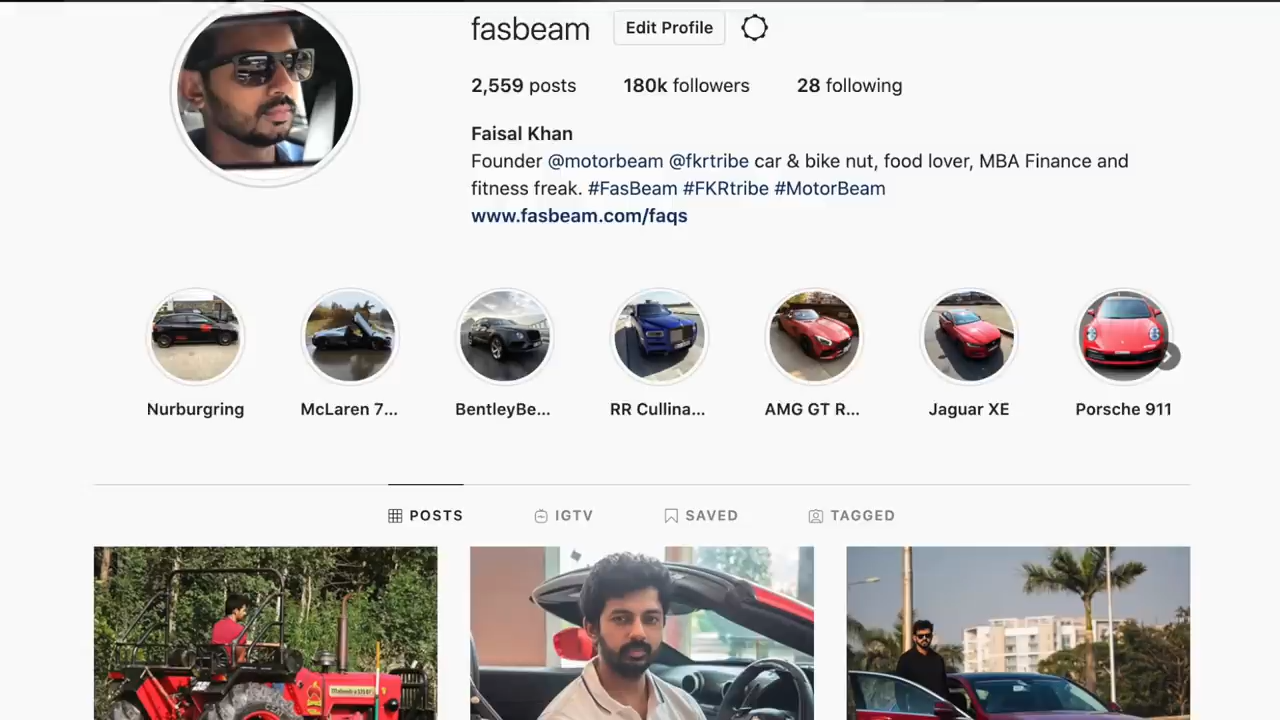 fasbeam Edit Profile
2,559 posts 180k followers 28 following
Faisal Khan
Founder @motorbeam @fkrtribe car & bike nut, food lover, MBA Finance and
fitness freak. #FasBeam #FKRtribe #MotorBeam
www.fasbeam.com/faqs
Nurburgring McLaren 7... BentleyBe... RR Cullina... AMG GT R... Jaguar XE Porsche 911
POSTS IGTV SAVED TAGGED